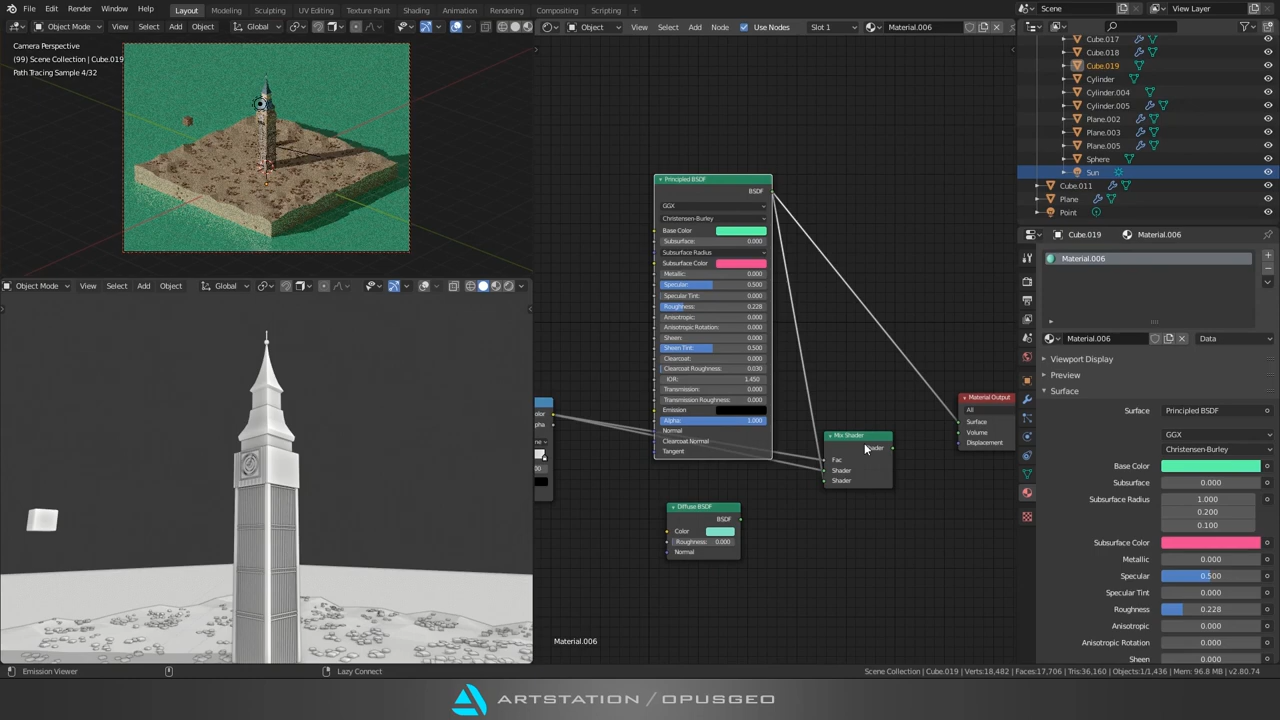 File Edit Render Window Help Layout Modeling Sculpting UV Editing Texture Paint Shading Animation Rendering Compositing Scripting + Scene View Layer
Object Mode View Select Add Object Global Object View Select Add Node Use Nodes Slot 1 Material.006
Camera Perspective
(99) Scene Collection | Cube.019
Path Tracing Sample 4/32
Cube.017
Cube.018
Cube.019
Cylinder
Cylinder.004
Cylinder.005
Plane.002
Plane.003
Plane.005
Sphere
Sun
Cube.011
Plane
Point
Principled BSDF
BSDF
GGX
Christensen-Burley
Base Color
Subsurface: 0.000
Subsurface Radius
Subsurface Color
Metallic: 0.000
Specular: 0.500
Specular Tint: 0.000
Roughness: 0.228
Anisotropic: 0.000
Anisotropic Rotation: 0.000
Sheen: 0.000
Sheen Tint: 0.500
Clearcoat: 0.000
Clearcoat Roughness: 0.030
IOR: 1.450
Transmission: 0.000
Transmission Roughness: 0.000
Emission
Alpha: 1.000
Normal
Clearcoat Normal
Tangent
Material Output
All
Surface
Volume
Displacement
Mix Shader
Fac
Shader
Shader
Diffuse BSDF
BSDF
Color
Roughness: 0.000
Normal
Material.006
Object Mode View Select Add Object Global
Cube.019 Material.006
Material.006
Material.006 Data
Viewport Display
Preview
Surface
Surface Principled BSDF
GGX
Christensen-Burley
Base Color
Subsurface 0.000
Subsurface Radius 1.000
0.200
0.100
Subsurface Color
Metallic 0.000
Specular 0.500
Specular Tint 0.000
Roughness 0.228
Anisotropic 0.000
Anisotropic Rotation 0.000
Sheen 0.000
Emission Viewer Lazy Connect Scene Collection | Cube.019 | Verts:18,482 | Faces:17,706 | Tris:36,160 | Objects:1/1,436 | Mem: 96.8 MB | v2.80.74
ARTSTATION / OPUSGEO